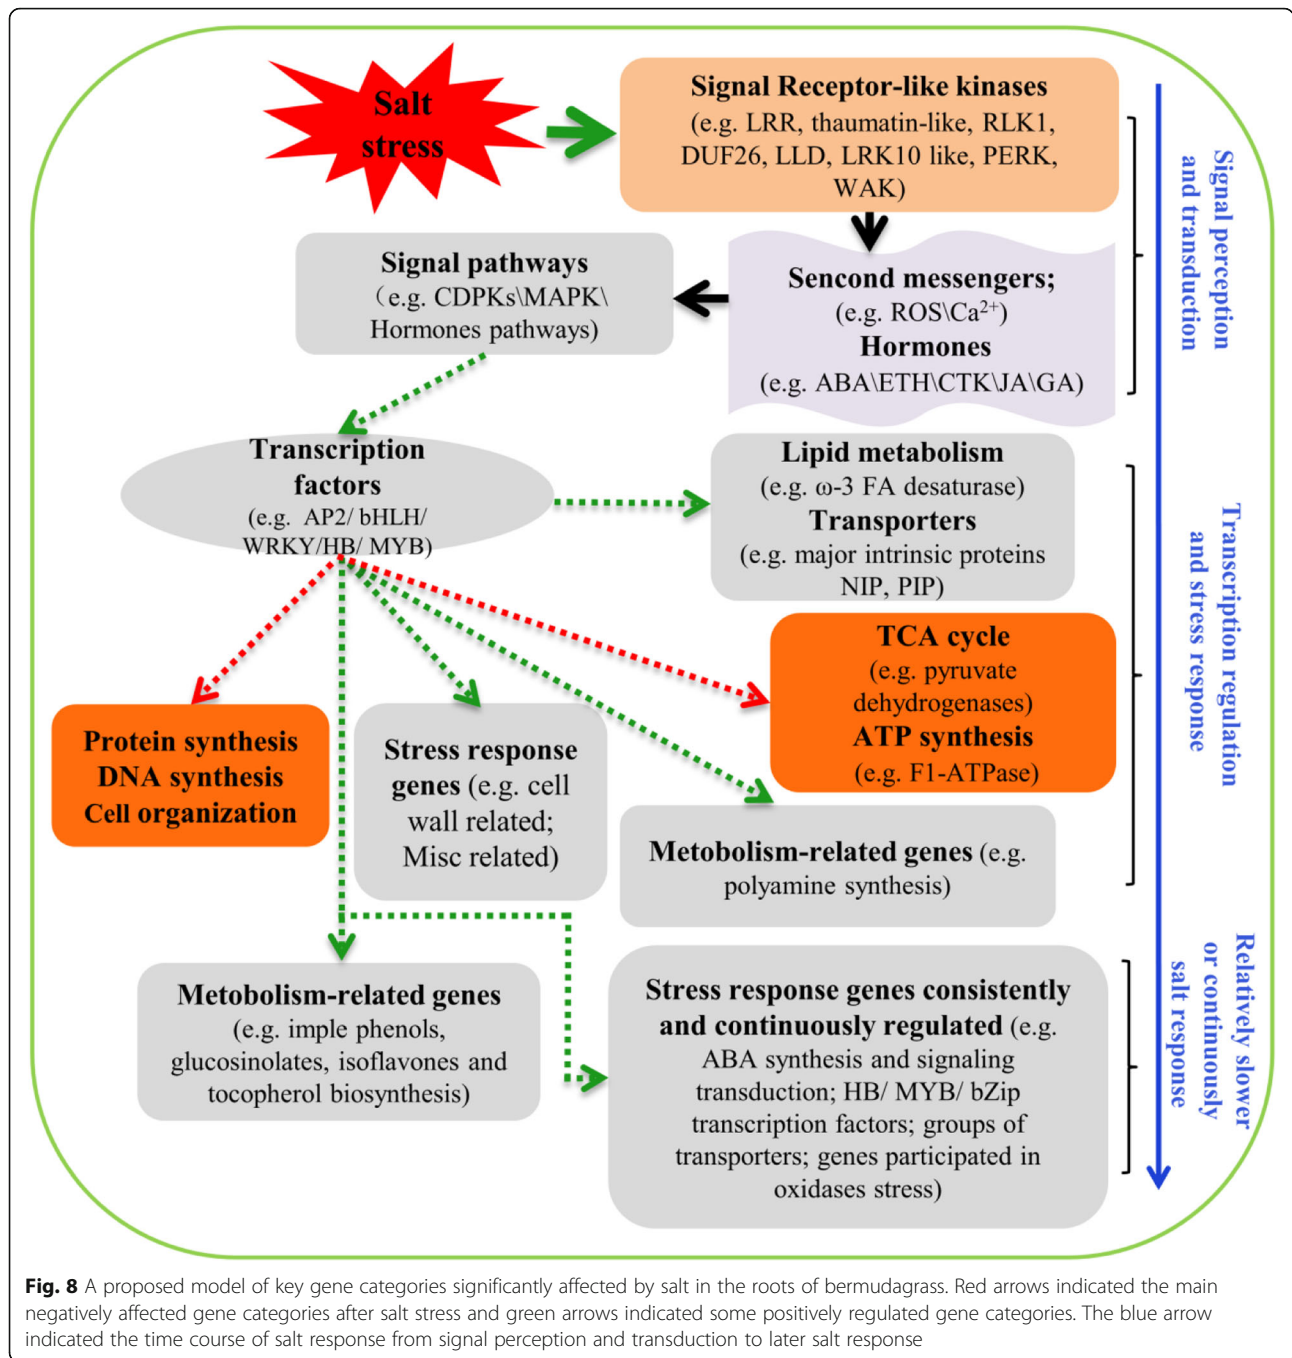 Salt
stress
Signal Receptor-like kinases
(e.g. LRR, thaumatin-like, RLK1,
DUF26, LLD, LRK10 like, PERK,
WAK)
Signal perception
and transduction
Signal pathways
（e.g. CDPKs\MAPK\
Hormones pathways)
Sencond messengers;
(e.g. ROS\Ca²⁺)
Hormones
(e.g. ABA\ETH\CTK\JA\GA)
Transcription
factors
(e.g. AP2/ bHLH/
WRKY/HB/ MYB)
Lipid metabolism
(e.g. ω-3 FA desaturase)
Transporters
(e.g. major intrinsic proteins
NIP, PIP)
Transcription regulation
and stress response
TCA cycle
(e.g. pyruvate
dehydrogenases)
ATP synthesis
(e.g. F1-ATPase)
Protein synthesis
DNA synthesis
Cell organization
Stress response
genes (e.g. cell
wall related;
Misc related)
Metobolism-related genes (e.g.
polyamine synthesis)
Metobolism-related genes
(e.g. imple phenols,
glucosinolates, isoflavones and
tocopherol biosynthesis)
Stress response genes consistently
and continuously regulated (e.g.
ABA synthesis and signaling
transduction; HB/ MYB/ bZip
transcription factors; groups of
transporters; genes participated in
oxidases stress)
Relatively slower
or continuously
salt response
Fig. 8 A proposed model of key gene categories significantly affected by salt in the roots of bermudagrass. Red arrows indicated the main
negatively affected gene categories after salt stress and green arrows indicated some positively regulated gene categories. The blue arrow
indicated the time course of salt response from signal perception and transduction to later salt response